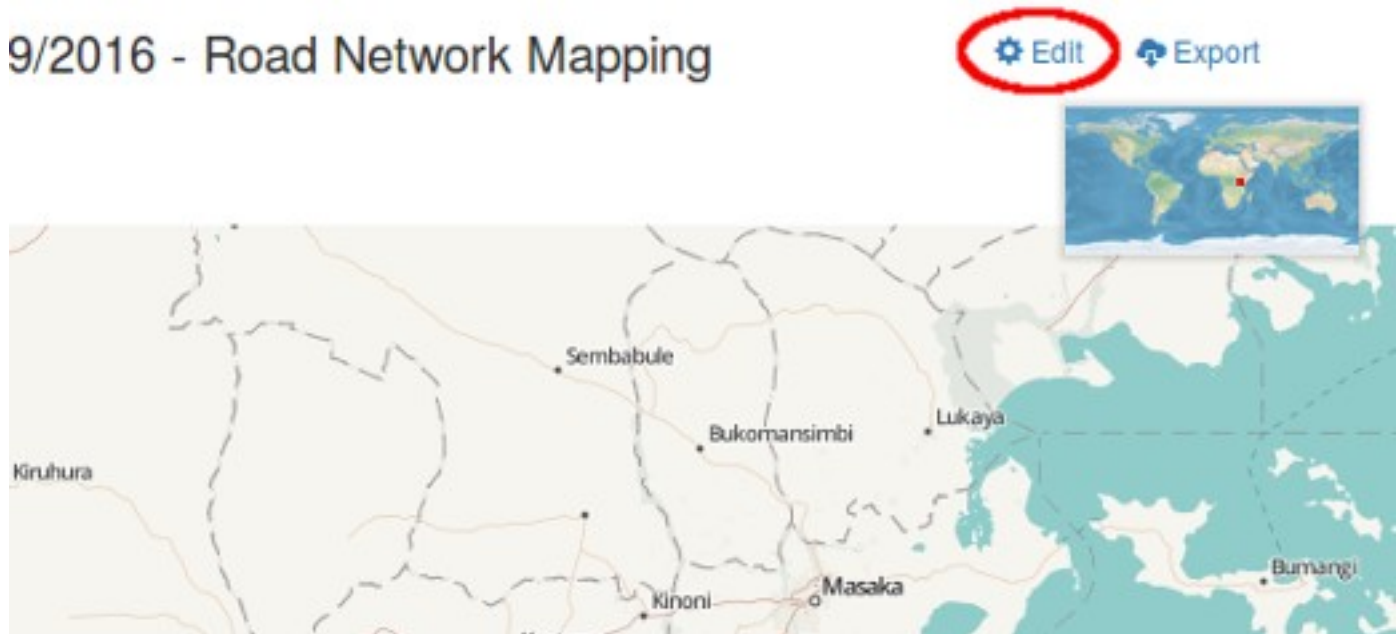 9/2016 - Road Network Mapping
Edit
Export
Sembabule
Lukaya
Bukomansimbi
Kiruhura
Bumangi
Masaka
Kinoni